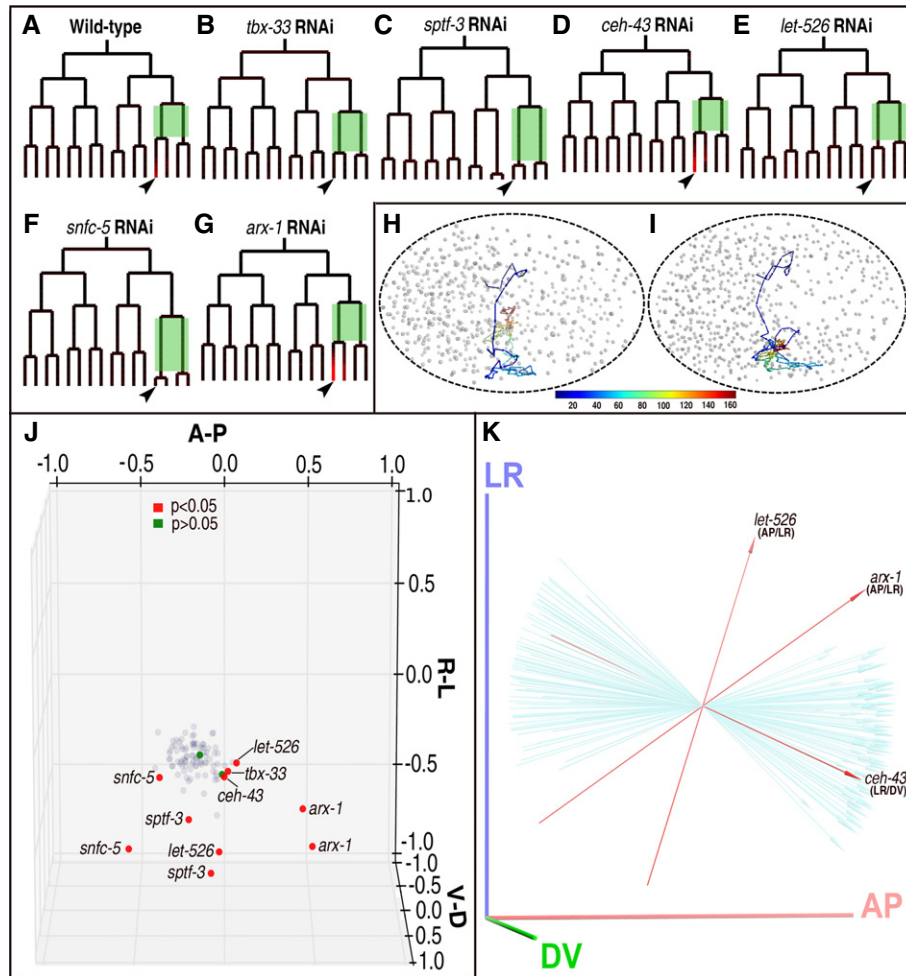 A
Wild-type
B
tbx-33 RNAi
C
sptf-3 RNAi
D
ceh-43 RNAi
E
let-526 RNAi
F
snfc-5 RNAi
G
arx-1 RNAi
H
I
20 40 60 80 100 120 140 160
J
A-P
-1.0 -0.5 0.0 0.5 1.0
p<0.05
p>0.05
1.0
0.5
0.0
-0.5
-1.0
R-L
let-526
tbx-33
snfc-5
ceh-43
arx-1
sptf-3
snfc-5
let-526
arx-1
sptf-3
-1.0
-0.5
0.0
0.5
1.0
V-D
K
LR
let-526
(AP/LR)
arx-1
(AP/LR)
ceh-43
(LR/DV)
AP
DV